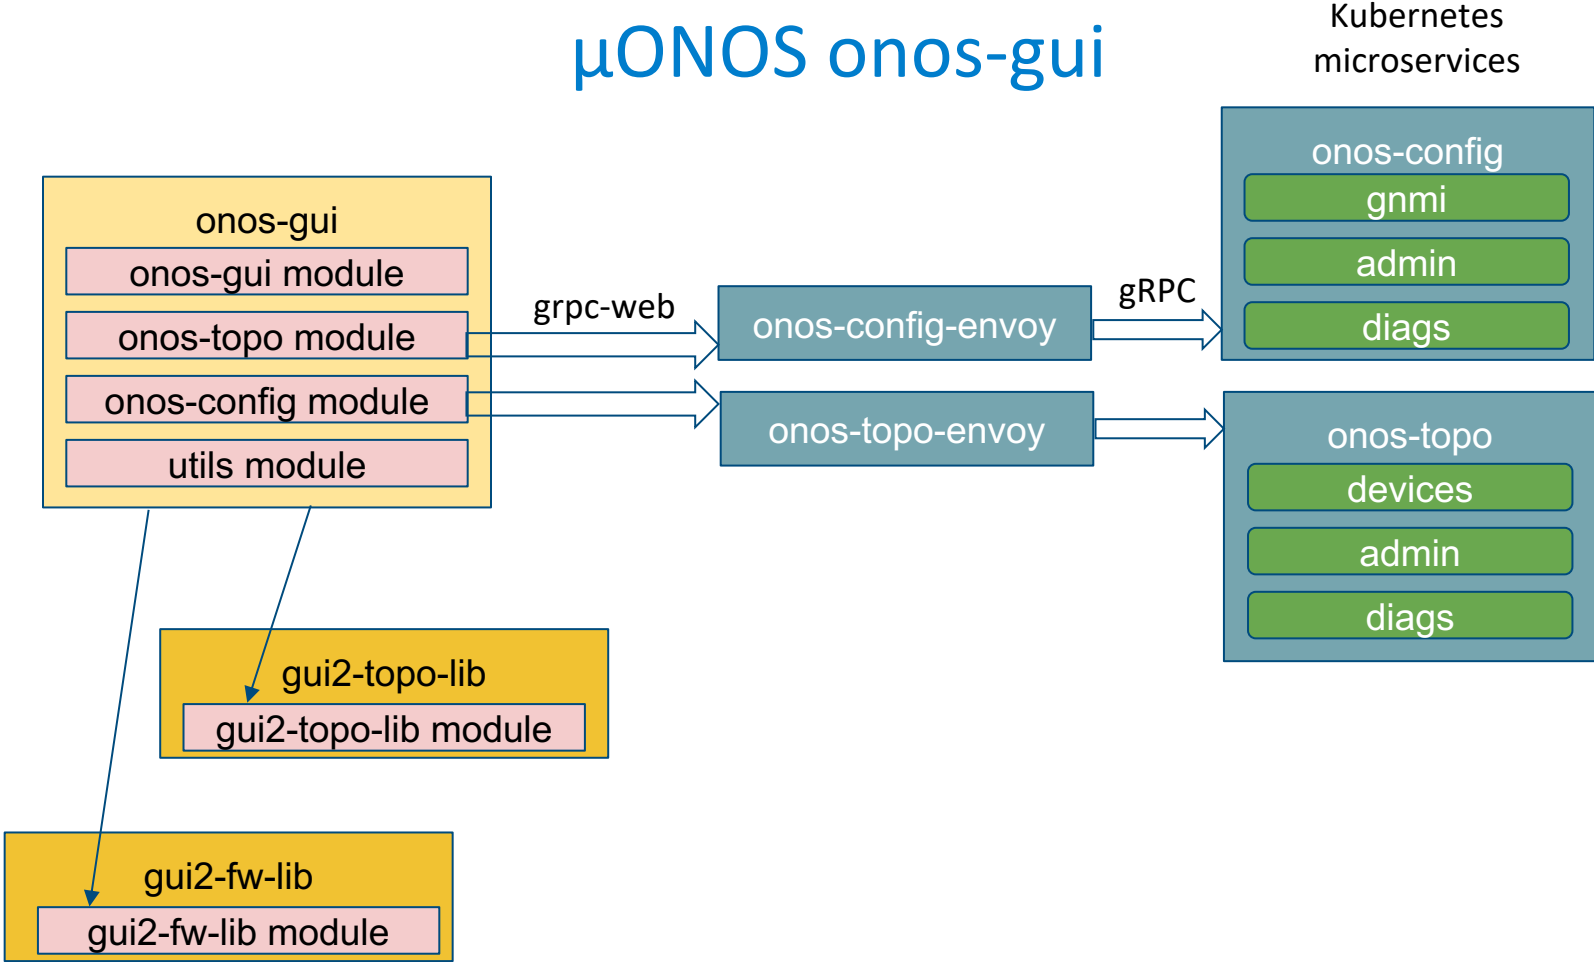 μONOS onos-gui
Kubernetes
microservices
onos-gui
onos-gui module
onos-topo module
onos-config module
utils module
grpc-web
onos-config-envoy
onos-topo-envoy
gRPC
onos-config
gnmi
admin
diags
onos-topo
devices
admin
diags
gui2-topo-lib
gui2-topo-lib module
gui2-fw-lib
gui2-fw-lib module